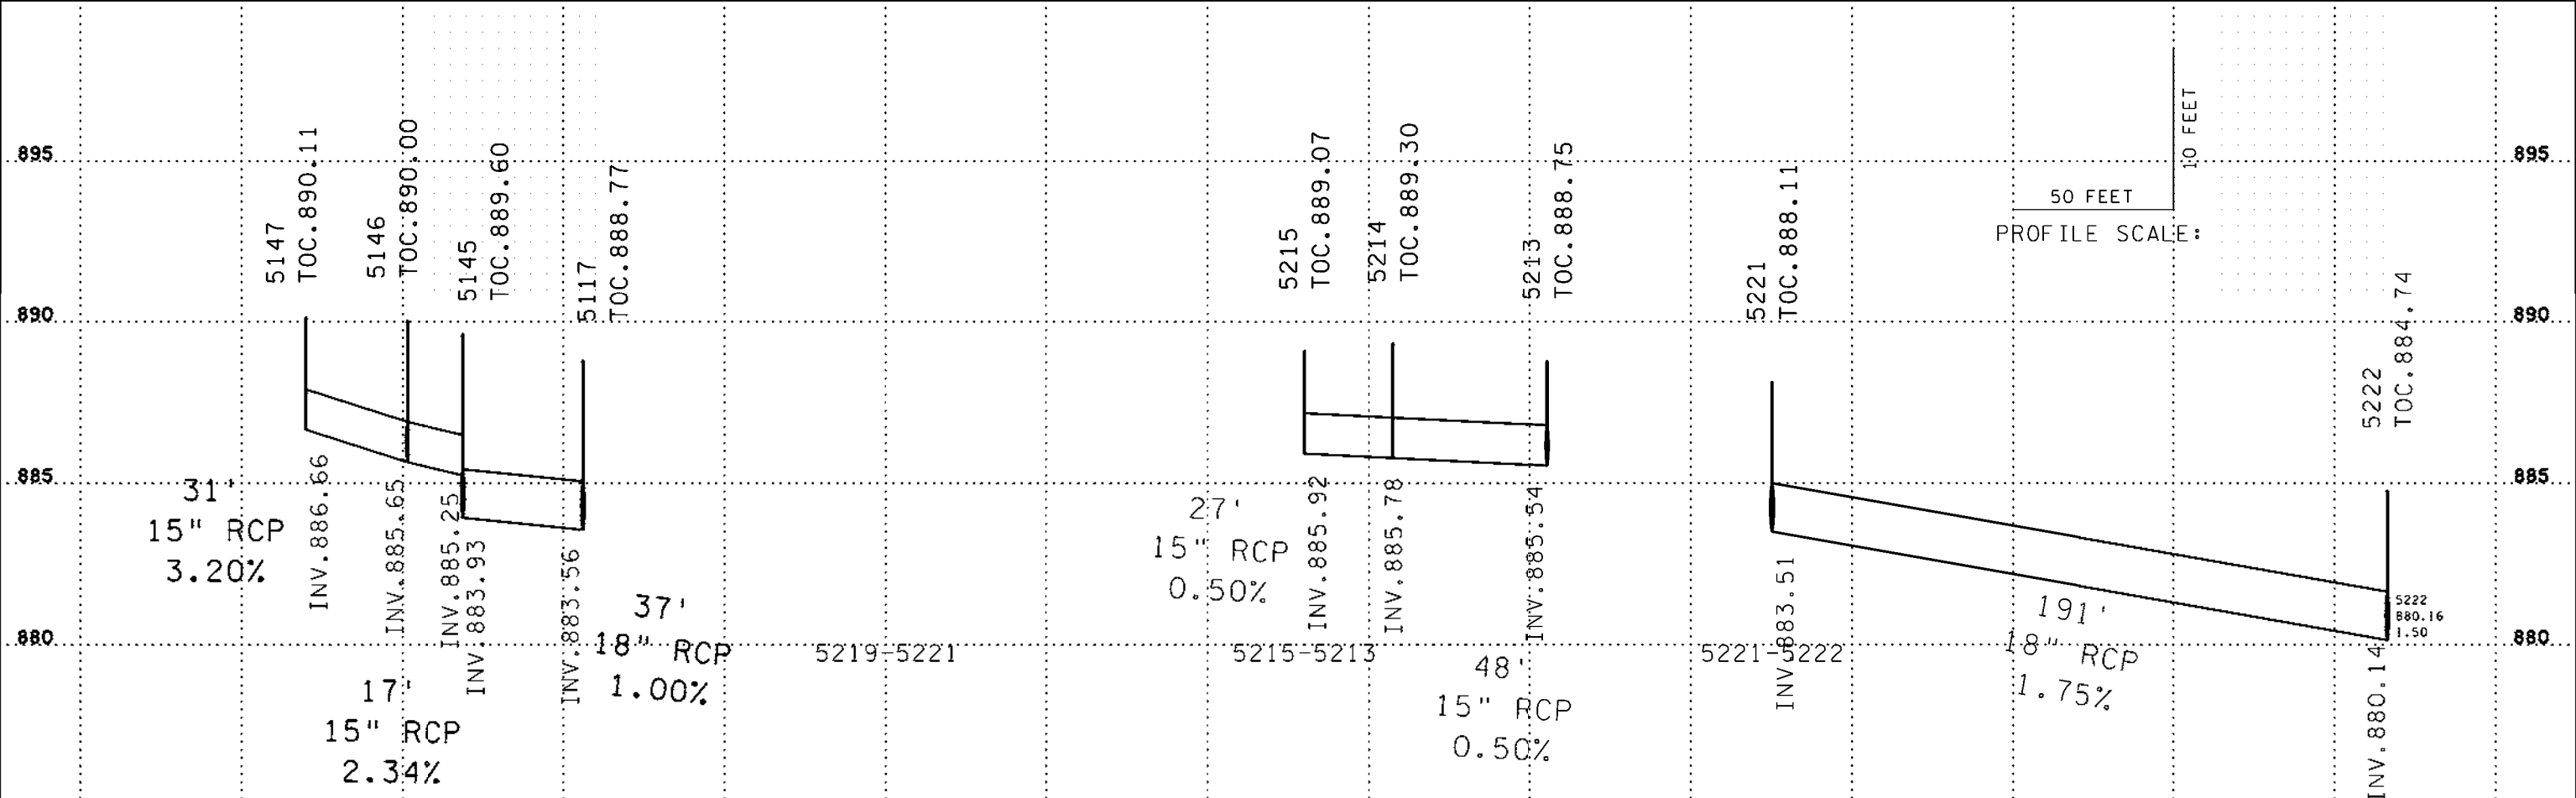 895
895
890
890
885
880
880
5147
TOC.890.11
5146
TOC.890.00
5145
TOC.889.60
5117
TOC.888.77
5215
TOC.889.07
5214
TOC.889.30
5213
TOC.888.75
5221
TOC.888.11
10 FEET
50 FEET
PROFILE SCALE:
5222
TOC.884.74
885
31'
15" RCP
3.20%
INV.886.66
INV.885.65
INV.885.25
INV.883.93
INV.883.56
17'
15" RCP
2.34%
37'
18" RCP
1.00%
5219-5221
27'
15" RCP
0.50%
INV.885.92
INV.885.78
INV.885.54
5215-5213
48'
15" RCP
0.50%
5221-5222
INV.883.51
191'
18" RCP
1.75%
5222
880.16
1.50
INV.880.14